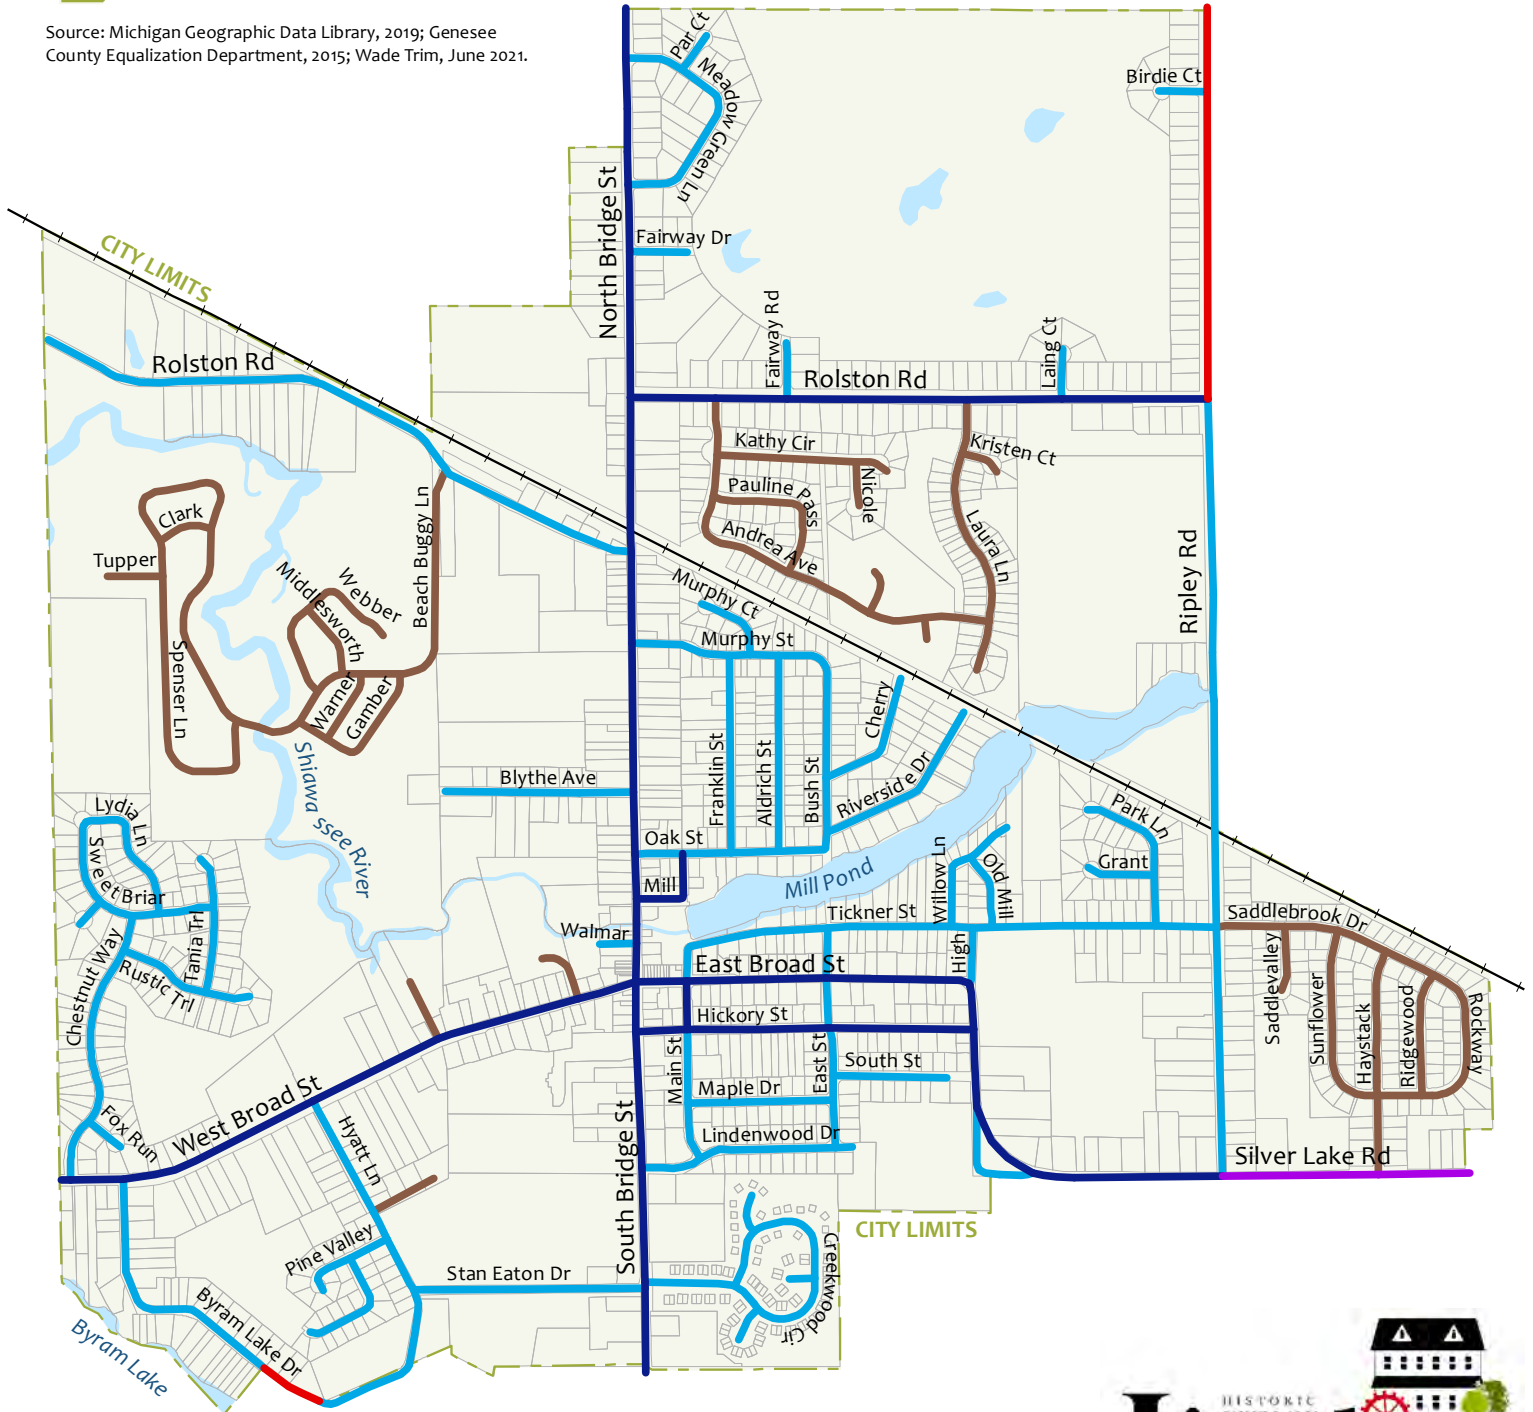 Source: Michigan Geographic Data Library, 2019; Genesee
County Equalization Department, 2015; Wade Trim, June 2021.
Par Ct
Meadow Green Ln
Birdie Ct
North Bridge St
Fairway Dr
CITY LIMITS
Fairway Rd
Laing Ct
Rolston Rd
Rolston Rd
Kathy Cir
Kristen Ct
Nicole
Pauline Pass
Andrea Ave
Laura Ln
Ripley Rd
Clark
Tupper
Beach Buggy Ln
Webber
Middlesworth
Murphy Ct
Murphy St
Spenser Ln
Warner
Gamber
Cherry
Franklin St
Aldrich St
Bush St
Riverside Dr
Shiawa ssee River
Blythe Ave
Park Ln
Lydia Ln
Oak St
Sweet Briar
Willow Ln
Old Mill
Grant
Mill
Mill Pond
Tickner St
Saddlebrook Dr
Walmar
Tania Trl
Chestnut Way
Rustic Trl
East Broad St
High
Saddlevalley
Sunflower
Haystack
Ridgewood
Rockway
Hickory St
Main St
East St
South St
Maple Dr
West Broad St
Fox Run
Hyatt Ln
South Bridge St
Lindenwood Dr
Silver Lake Rd
CITY LIMITS
Pine Valley
Stan Eaton Dr
Creekwood Cir
Byram Lake Dr
Byram Lake
HISTORIC